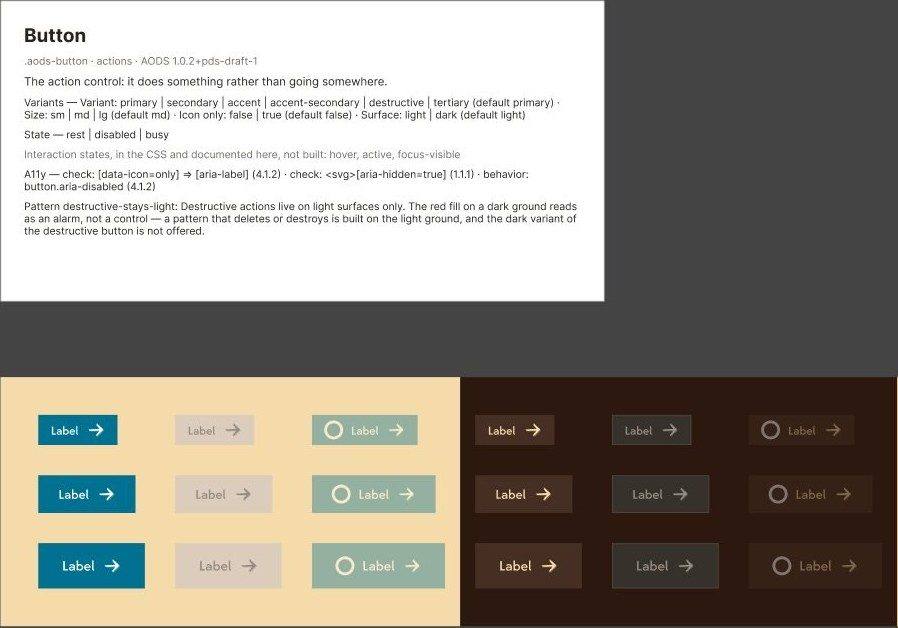 Button
.aods-button · actions · AODS 1.0.2+pds-draft-1
The action control: it does something rather than going somewhere.
Variants — Variant: primary | secondary | accent | accent-secondary | destructive | tertiary (default primary) ·
Size: sm | md | lg (default md) · Icon only: false | true (default false) · Surface: light | dark (default light)
State — rest | disabled | busy
Interaction states, in the CSS and documented here, not built: hover, active, focus-visible
A11y — check: [data-icon=only] ⇒ [aria-label] (4.1.2) · check: <svg>[aria-hidden=true] (1.1.1) · behavior:
button.aria-disabled (4.1.2)
Pattern destructive-stays-light: Destructive actions live on light surfaces only. The red fill on a dark ground reads
as an alarm, not a control — a pattern that deletes or destroys is built on the light ground, and the dark variant of
the destructive button is not offered.
Label → Label → Label → Label → Label → Label →
Label → Label → Label → Label → Label → Label →
Label → Label → Label → Label → Label → Label →